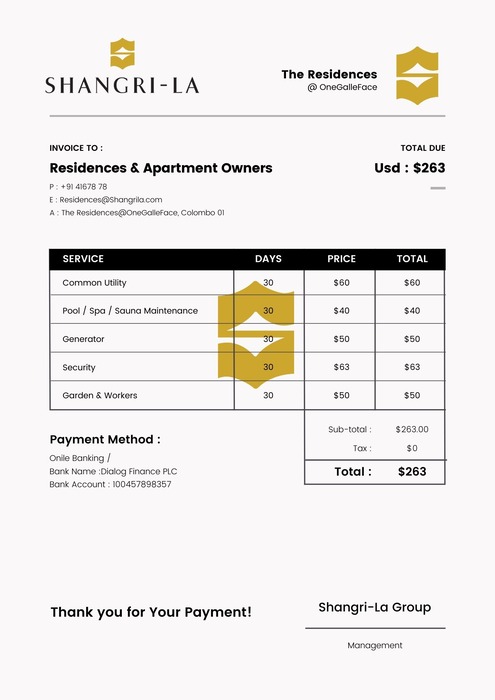 SHANGRI-LA
The Residences
@ OneGalleFace
INVOICE TO :
TOTAL DUE
Residences & Apartment Owners
Usd : $263
P : +91 41678 78
E : Residences@Shangrila.com
A : The Residences@OneGalleFace, Colombo 01
SERVICE DAYS PRICE TOTAL
Common Utility 30 $60 $60
Pool / Spa / Sauna Maintenance 30 $40 $40
Generator 30 $50 $50
Security 30 $63 $63
Garden & Workers 30 $50 $50
Sub-total : $263.00
Tax : $0
Total : $263
Payment Method :
Onile Banking /
Bank Name :Dialog Finance PLC
Bank Account : 100457898357
Thank you for Your Payment!
Shangri-La Group
Management